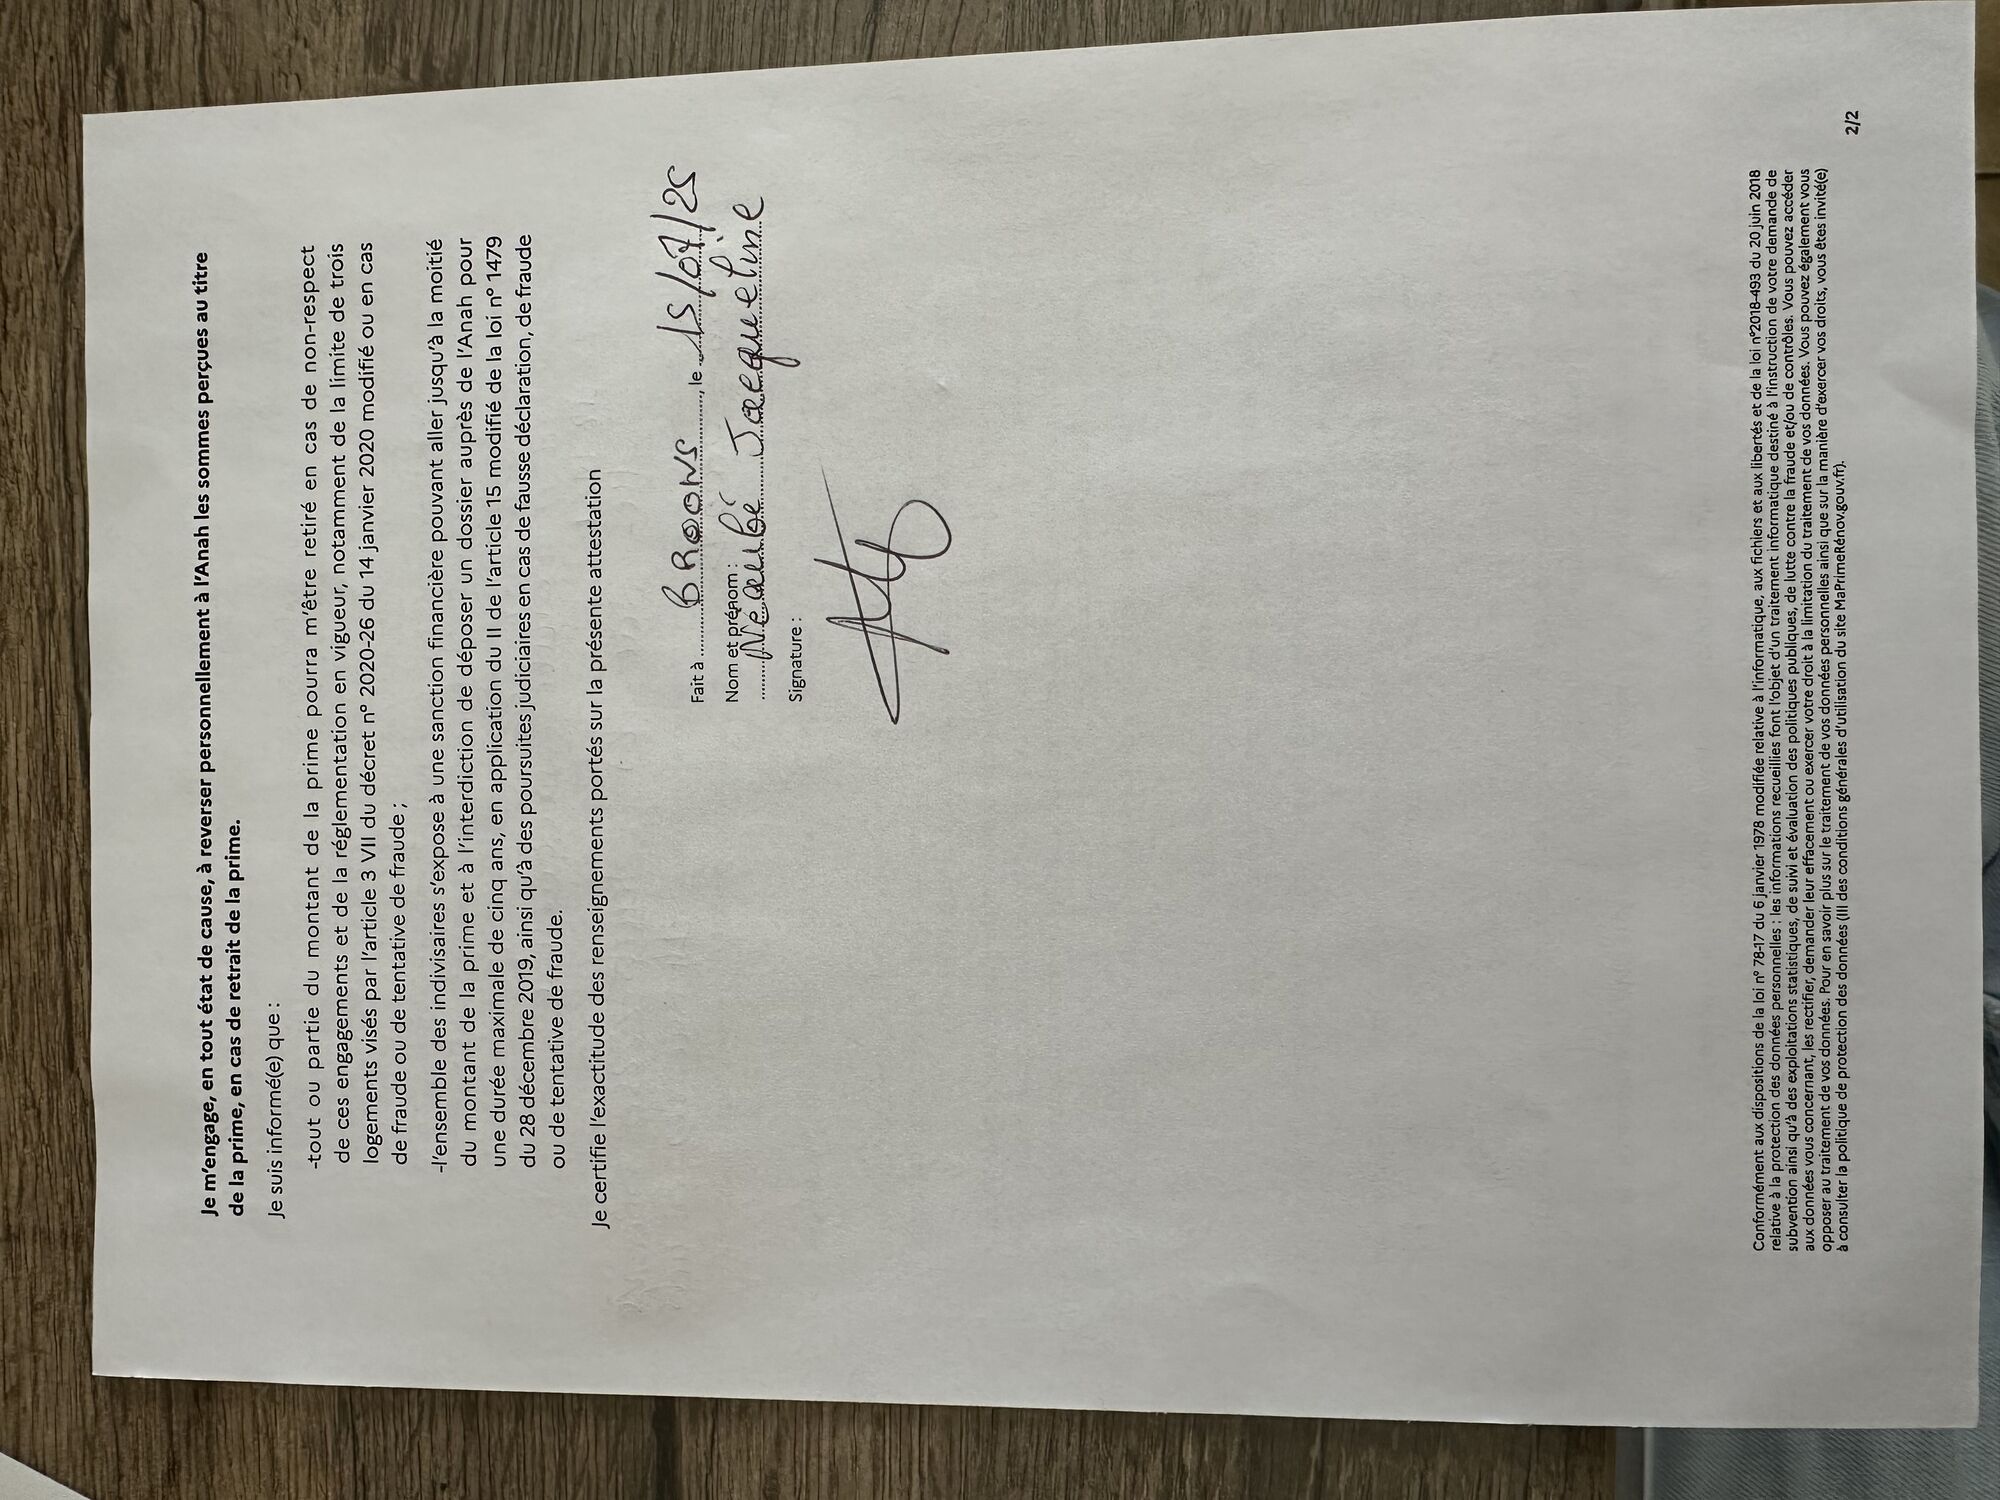 Je m'engage, en tout état de cause, à reverser personnellement à l'Anah les sommes perçues au titre
de la prime, en cas de retrait de la prime.
Je suis informé(e) que :
-tout ou partie du montant de la prime pourra m'être retiré en cas de non-respect
de ces engagements et de la réglementation en vigueur, notamment de la limite de trois
logements visés par l'article 3 VII du décret n° 2020-26 du 14 janvier 2020 modifié ou en cas
de fraude ou de tentative de fraude ;
-l'ensemble des indivisaires s'expose à une sanction financière pouvant aller jusqu'à la moitié
du montant de la prime et à l'interdiction de déposer un dossier auprès de l'Anah pour
une durée maximale de cinq ans, en application du II de l'article 15 modifié de la loi n° 1479
du 28 décembre 2019, ainsi qu'à des poursuites judiciaires en cas de fausse déclaration, de fraude
ou de tentative de fraude.
Je certifie l'exactitude des renseignements portés sur la présente attestation
Fait à BROONS, le 15/07/25
Nom et prénom :
Jacqueline
Signature :
Conformément aux dispositions de la loi n° 78-17 du 6 janvier 1978 modifiée relative à l'informatique, aux fichiers et aux libertés et de la loi n°2018-493 du 20 juin 2018
relative à la protection des données personnelles : les informations recueillies font l'objet d'un traitement informatique destiné à l'instruction de votre demande de
subvention ainsi qu'à des exploitations statistiques, de suivi et évaluation des politiques publiques, de lutte contre la fraude et/ou de contrôles. Vous pouvez accéder
aux données vous concernant, les rectifier, demander leur effacement ou exercer votre droit à la limitation du traitement de vos données. Vous pouvez également vous
opposer au traitement de vos données. Pour en savoir plus sur le traitement de vos données personnelles ainsi que sur la manière d'exercer vos droits, vous êtes invité(e)
à consulter la politique de protection des données (III des conditions générales d'utilisation du site MaPrimeRénov.gouv.fr).
2/2